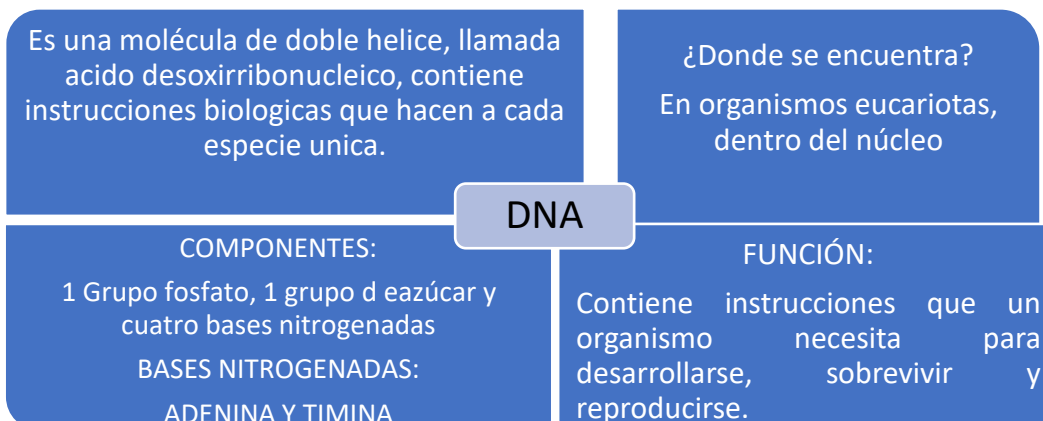 Es una molécula de doble helice, llamada
acido desoxirribonucleico, contiene
instrucciones biologicas que hacen a cada
especie unica.
¿Donde se encuentra?
En organismos eucariotas,
dentro del núcleo
DNA
COMPONENTES:
1 Grupo fosfato, 1 grupo d eazúcar y
cuatro bases nitrogenadas
BASES NITROGENADAS:
ADENINA Y TIMINA
FUNCIÓN:
Contiene instrucciones que un
organismo necesita para
desarrollarse, sobrevivir y
reproducirse.